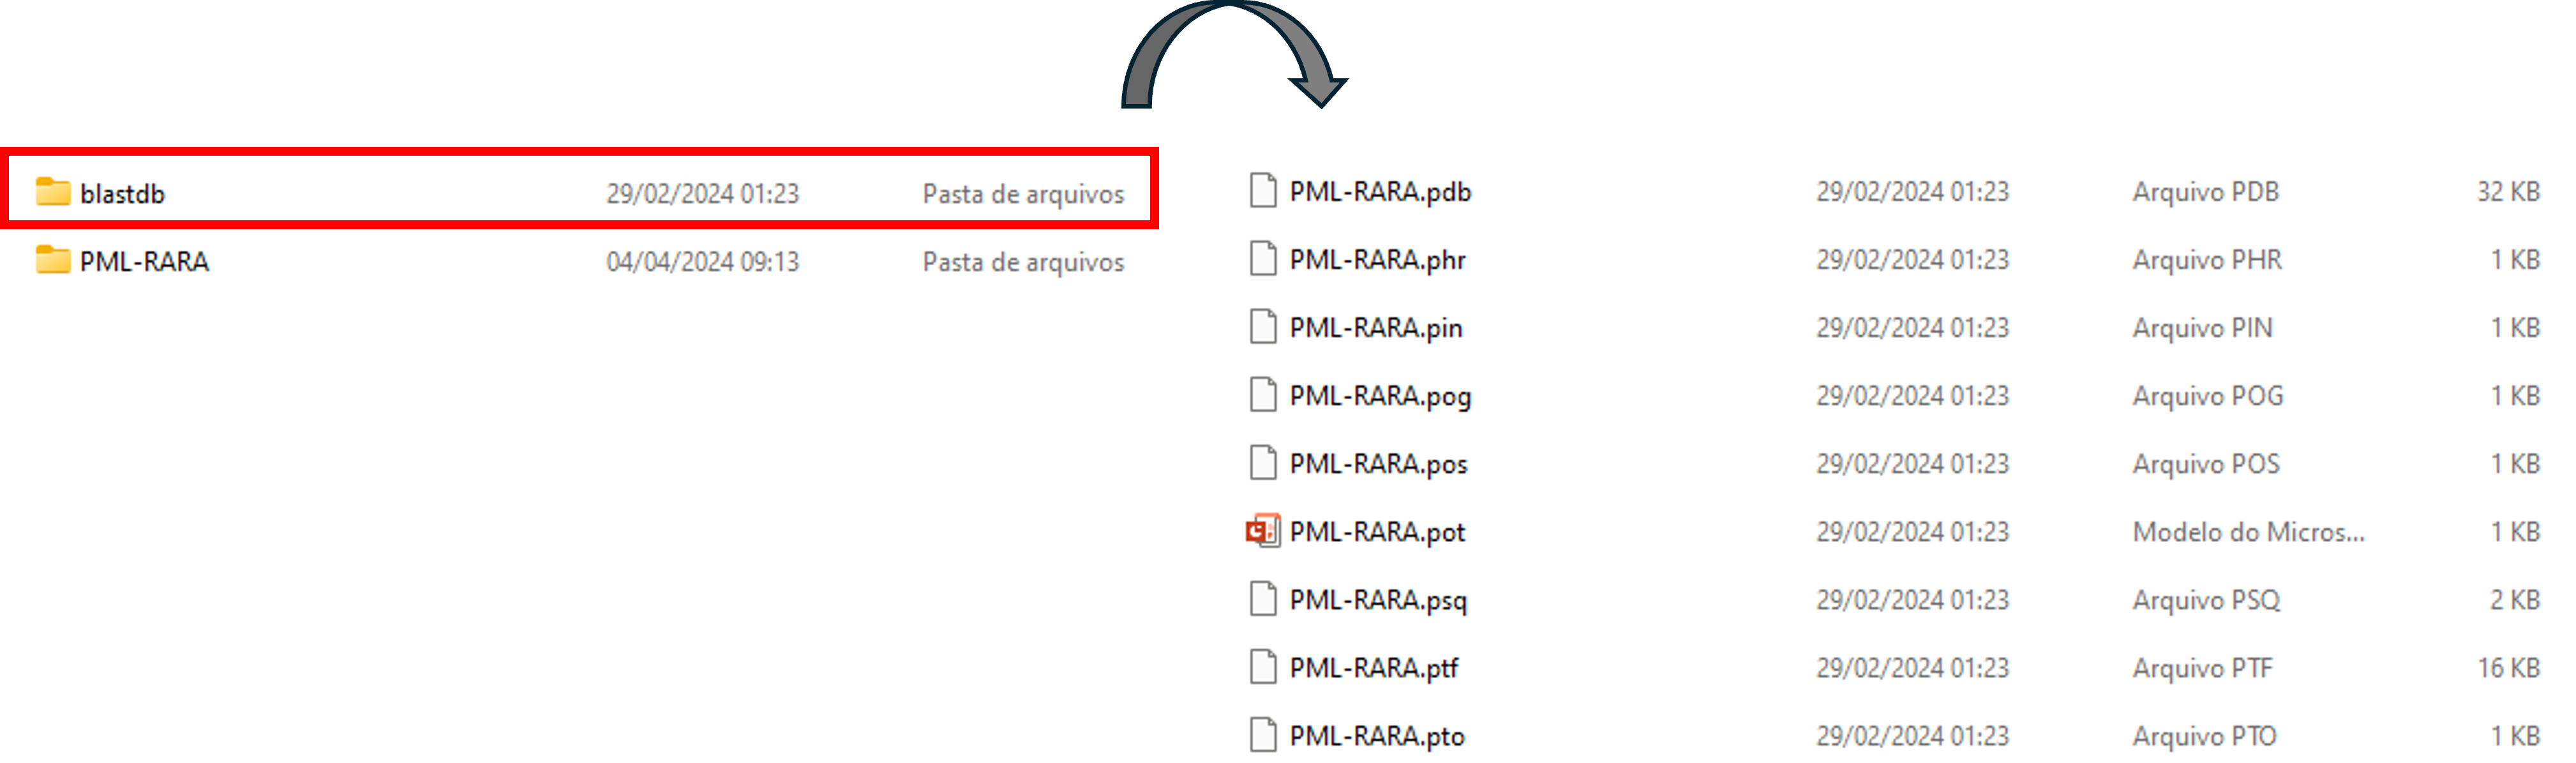 blastdb 29/02/2024 01:23 Pasta de arquivos
PML-RARA 04/04/2024 09:13 Pasta de arquivos
PML-RARA.pdb 29/02/2024 01:23 Arquivo PDB 32 KB
PML-RARA.phr 29/02/2024 01:23 Arquivo PHR 1 KB
PML-RARA.pin 29/02/2024 01:23 Arquivo PIN 1 KB
PML-RARA.pog 29/02/2024 01:23 Arquivo POG 1 KB
PML-RARA.pos 29/02/2024 01:23 Arquivo POS 1 KB
PML-RARA.pot 29/02/2024 01:23 Modelo do Micros... 1 KB
PML-RARA.psq 29/02/2024 01:23 Arquivo PSQ 2 KB
PML-RARA.ptf 29/02/2024 01:23 Arquivo PTF 16 KB
PML-RARA.pto 29/02/2024 01:23 Arquivo PTO 1 KB